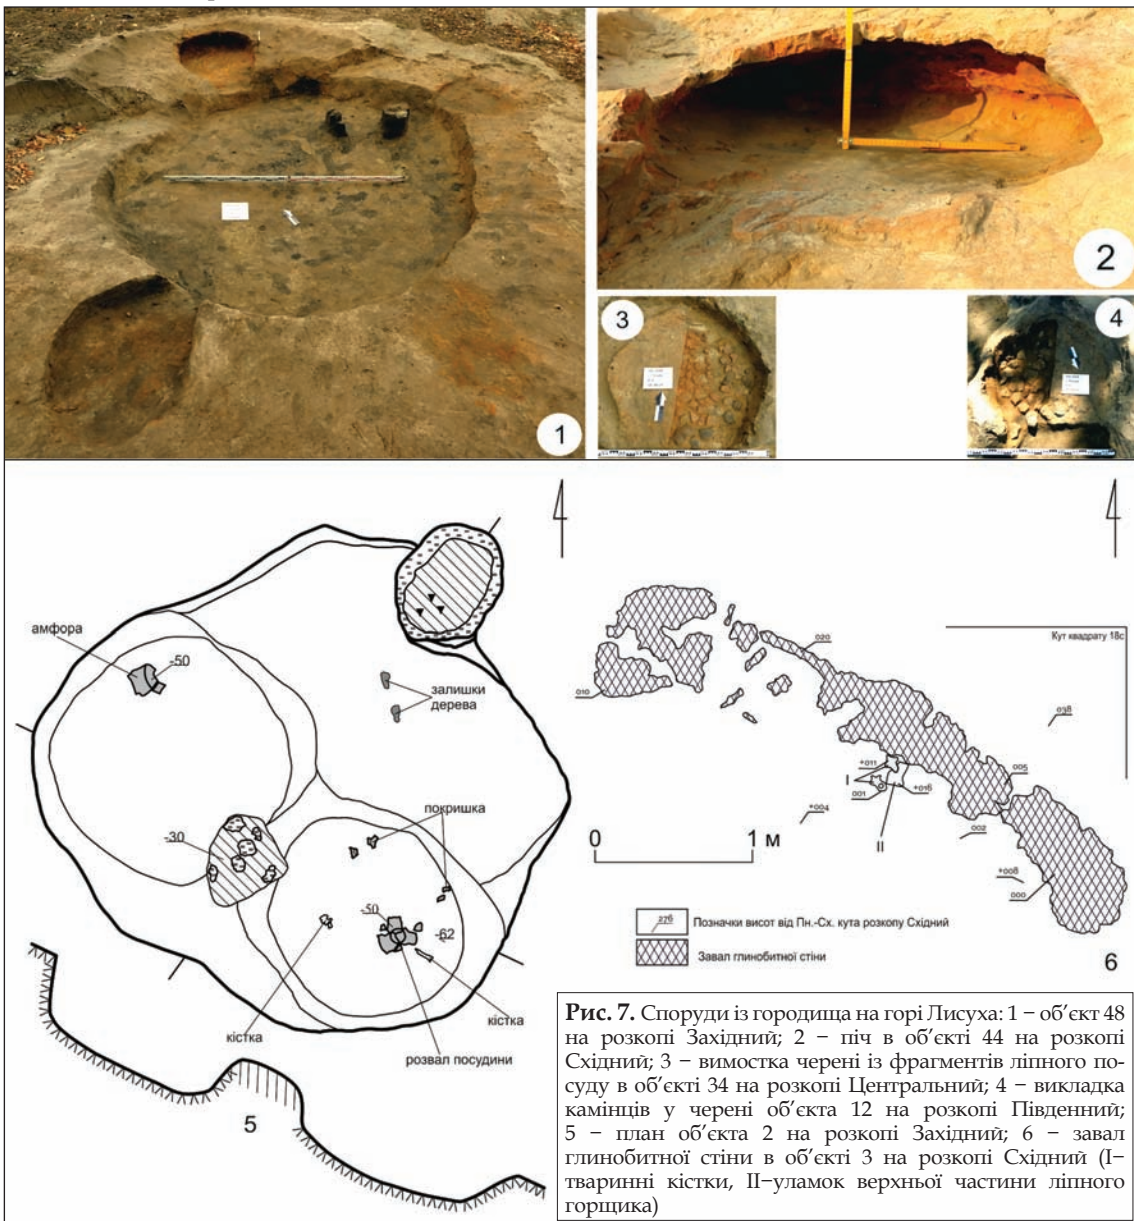 1
2
3
4
амфора
-50
залишки
дерева
покришка
-30
-50
-62
кістка
кістка
розвал посудини
5
010
020
Кут квадрату 18с
038
+011
I
001
+016
005
II
+004
002
+008
000
0
1 м
276
Позначки висот від Пн.-Сх. кута розкопу Східний
Завал глинобитної стіни
6
Рис. 7. Споруди із городища на горі Лисуха: 1 − об’єкт 48
на розкопі Західний; 2 − піч в об’єкті 44 на розкопі
Східний; 3 − вимостка черені із фрагментів ліпного по-
суду в об’єкті 34 на розкопі Центральний; 4 − викладка
камінців у черені об’єкта 12 на розкопі Південний;
5 − план об’єкта 2 на розкопі Західний; 6 − завал
глинобитної стіни в об’єкті 3 на розкопі Східний (I−
тваринні кістки, II−уламок верхньої частини ліпного
горщика)